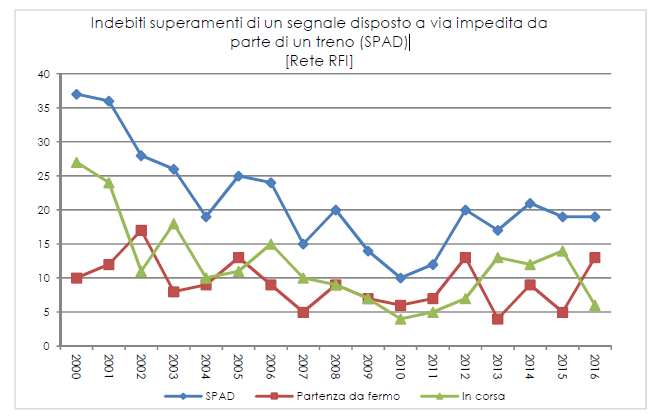 Indebiti superamenti di un segnale disposto a via impedita da
parte di un treno (SPAD)
[Rete RFI]
40
35
30
25
20
15
10
5
0
2000 2001 2002 2003 2004 2005 2006 2007 2008 2009 2010 2011 2012 2013 2014 2015 2016
SPAD Partenza da fermo In corsa